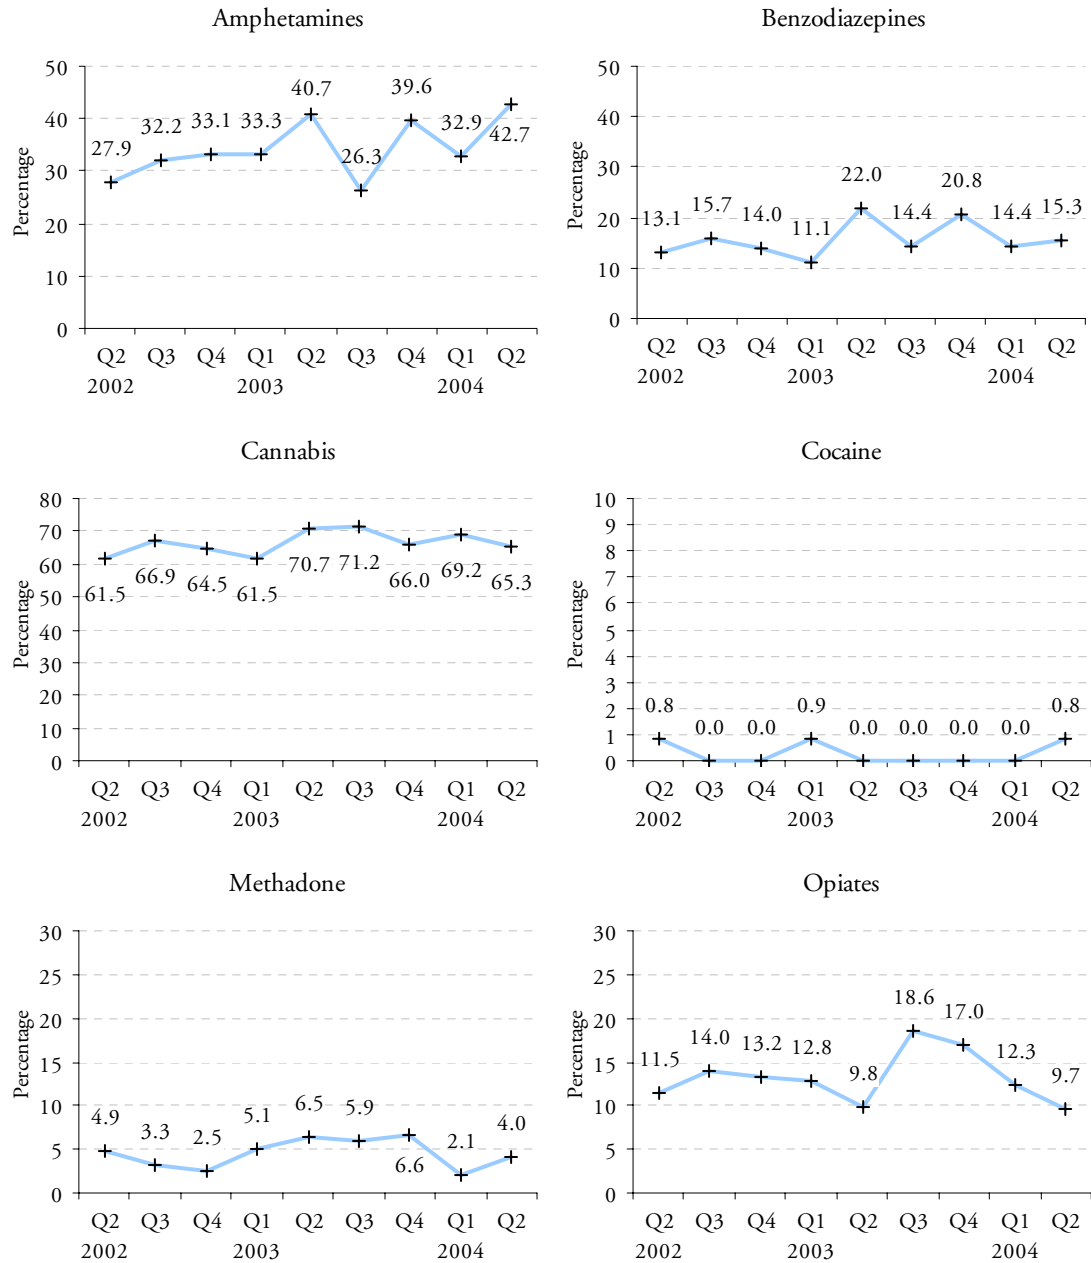 Amphetamines
Percentage
50
40
30
20
10
0
27.9 32.2 33.1 33.3 40.7 26.3 39.6 32.9 42.7
Q2 Q3 Q4 Q1 Q2 Q3 Q4 Q1 Q2
2002 2003 2004
Benzodiazepines
Percentage
50
40
30
20
10
0
13.1 15.7 14.0 11.1 22.0 14.4 20.8 14.4 15.3
Q2 Q3 Q4 Q1 Q2 Q3 Q4 Q1 Q2
2002 2003 2004
Cannabis
Percentage
80
70
60
50
40
30
20
10
0
61.5 66.9 64.5 61.5 70.7 71.2 66.0 69.2 65.3
Q2 Q3 Q4 Q1 Q2 Q3 Q4 Q1 Q2
2002 2003 2004
Cocaine
Percentage
10
9
8
7
6
5
4
3
2
1
0
0.8 0.0 0.0 0.9 0.0 0.0 0.0 0.0 0.8
Q2 Q3 Q4 Q1 Q2 Q3 Q4 Q1 Q2
2002 2003 2004
Methadone
Percentage
30
25
20
15
10
5
0
4.9 3.3 2.5 5.1 6.5 5.9 6.6 2.1 4.0
Q2 Q3 Q4 Q1 Q2 Q3 Q4 Q1 Q2
2002 2003 2004
Opiates
Percentage
30
25
20
15
10
5
0
11.5 14.0 13.2 12.8 9.8 18.6 17.0 12.3 9.7
Q2 Q3 Q4 Q1 Q2 Q3 Q4 Q1 Q2
2002 2003 2004